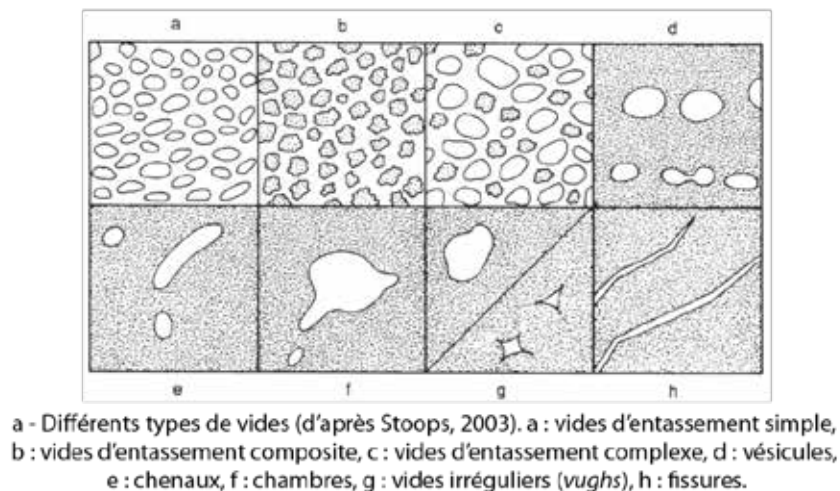 a b c d
e f g h
a - Différents types de vides (d'après Stoops, 2003). a : vides d'entassement simple,
b : vides d'entassement composite, c : vides d'entassement complexe, d : vésicules,
e : chenaux, f : chambres, g : vides irréguliers (vughs), h : fissures.